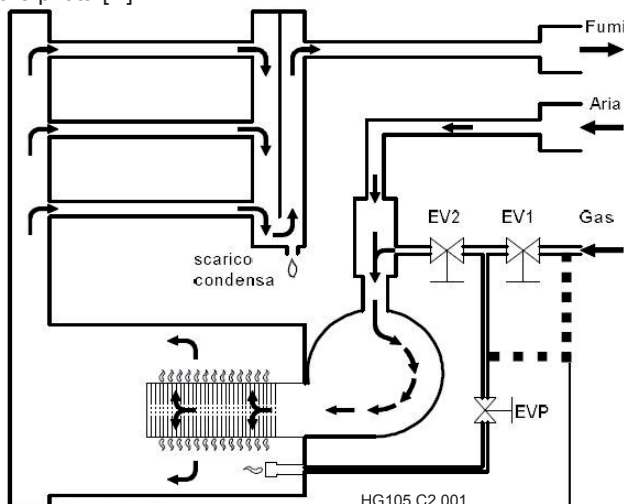 Fumi
Aria
EV2
EV1
Gas
scarico
condensa
EVP
HG105 C2 001